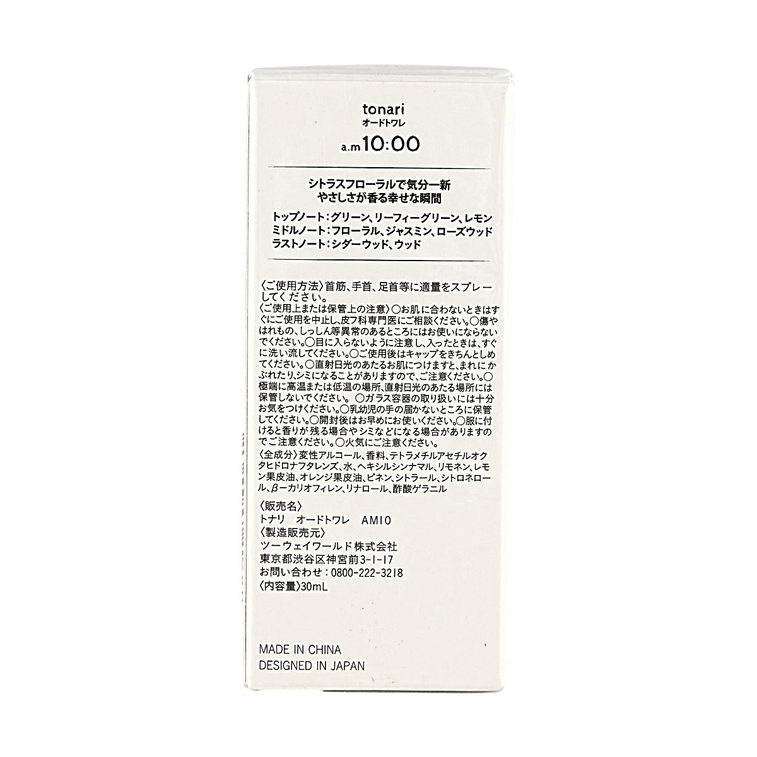 tonari
オードトワレ
a.m 10:00
シトラスフローラルで気分一新
やさしさが香る幸せな瞬間
トップノート:グリーン、リーフィーグリーン、レモン
ミドルノート:フローラル、ジャスミン、ローズウッド
ラストノート:シダーウッド、ウッド
〈ご使用方法〉首筋、手首、足首等に適量をスプレー
してください。
〈ご使用上または保管上の注意〉○お肌に合わないときはす
ぐにご使用を中止し、皮フ科専門医にご相談ください。○傷や
はれもの、しっしん等異常のあるところにはお使いにならない
でください。○目に入らないように注意し、入ったときは、すぐ
に洗い流してください。○ご使用後はキャップをきちんとしめ
てください。○直射日光のあたるお肌につけますと、まれにか
ぶれたり、シミになることがありますので、ご注意ください。○
極端に高温または低温の場所、直射日光のあたる場所には
保管しないでください。 ○ガラス容器の取り扱いには十分
お気をつけください。○乳幼児の手の届かないところに保管
してください。○開封後はお早めにお使いください。○服に付
けると香りが残る場合やシミなどになる場合がありますの
でご注意ください。○火気にご注意ください。
〈全成分〉変性アルコール、香料、テトラメチルアセチルオク
タヒドロナフタレンズ、水、ヘキシルシンナマル、リモネン、レモ
ン果皮油、オレンジ果皮油、ピネン、シトラール、シトロネロー
ル、β-カリオフィレン、リナロール、酢酸ゲラニル
〈販売名〉
トナリ オードトワレ AM10
〈製造販売元〉
ツーウェイワールド株式会社
東京都渋谷区神宮前3-1-17
お問い合わせ:0800-222-3218
〈内容量〉30mL
MADE IN CHINA
DESIGNED IN JAPAN